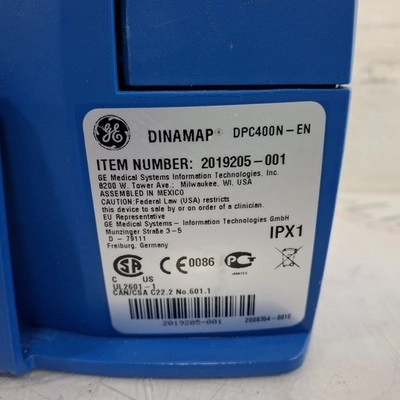 GE DINAMAP® DPC400N-EN
ITEM NUMBER: 2019205-001
GE Medical Systems Information Technologies, Inc.
8200 W. Tower Ave.; Milwaukee, WI, USA
ASSEMBLED IN MEXICO
CAUTION:Federal Law (USA) restricts
this device to sale by or on order of a clinician.
EU Representative
GE Medical Systems - Information Technologies GmbH
Munzinger Straße 3-5
D - 79111
Freiburg, Germany
IPX1
C US
CE 0086
UL2601-1
CAN/CSA C22.2 No.601.1
2019205-001